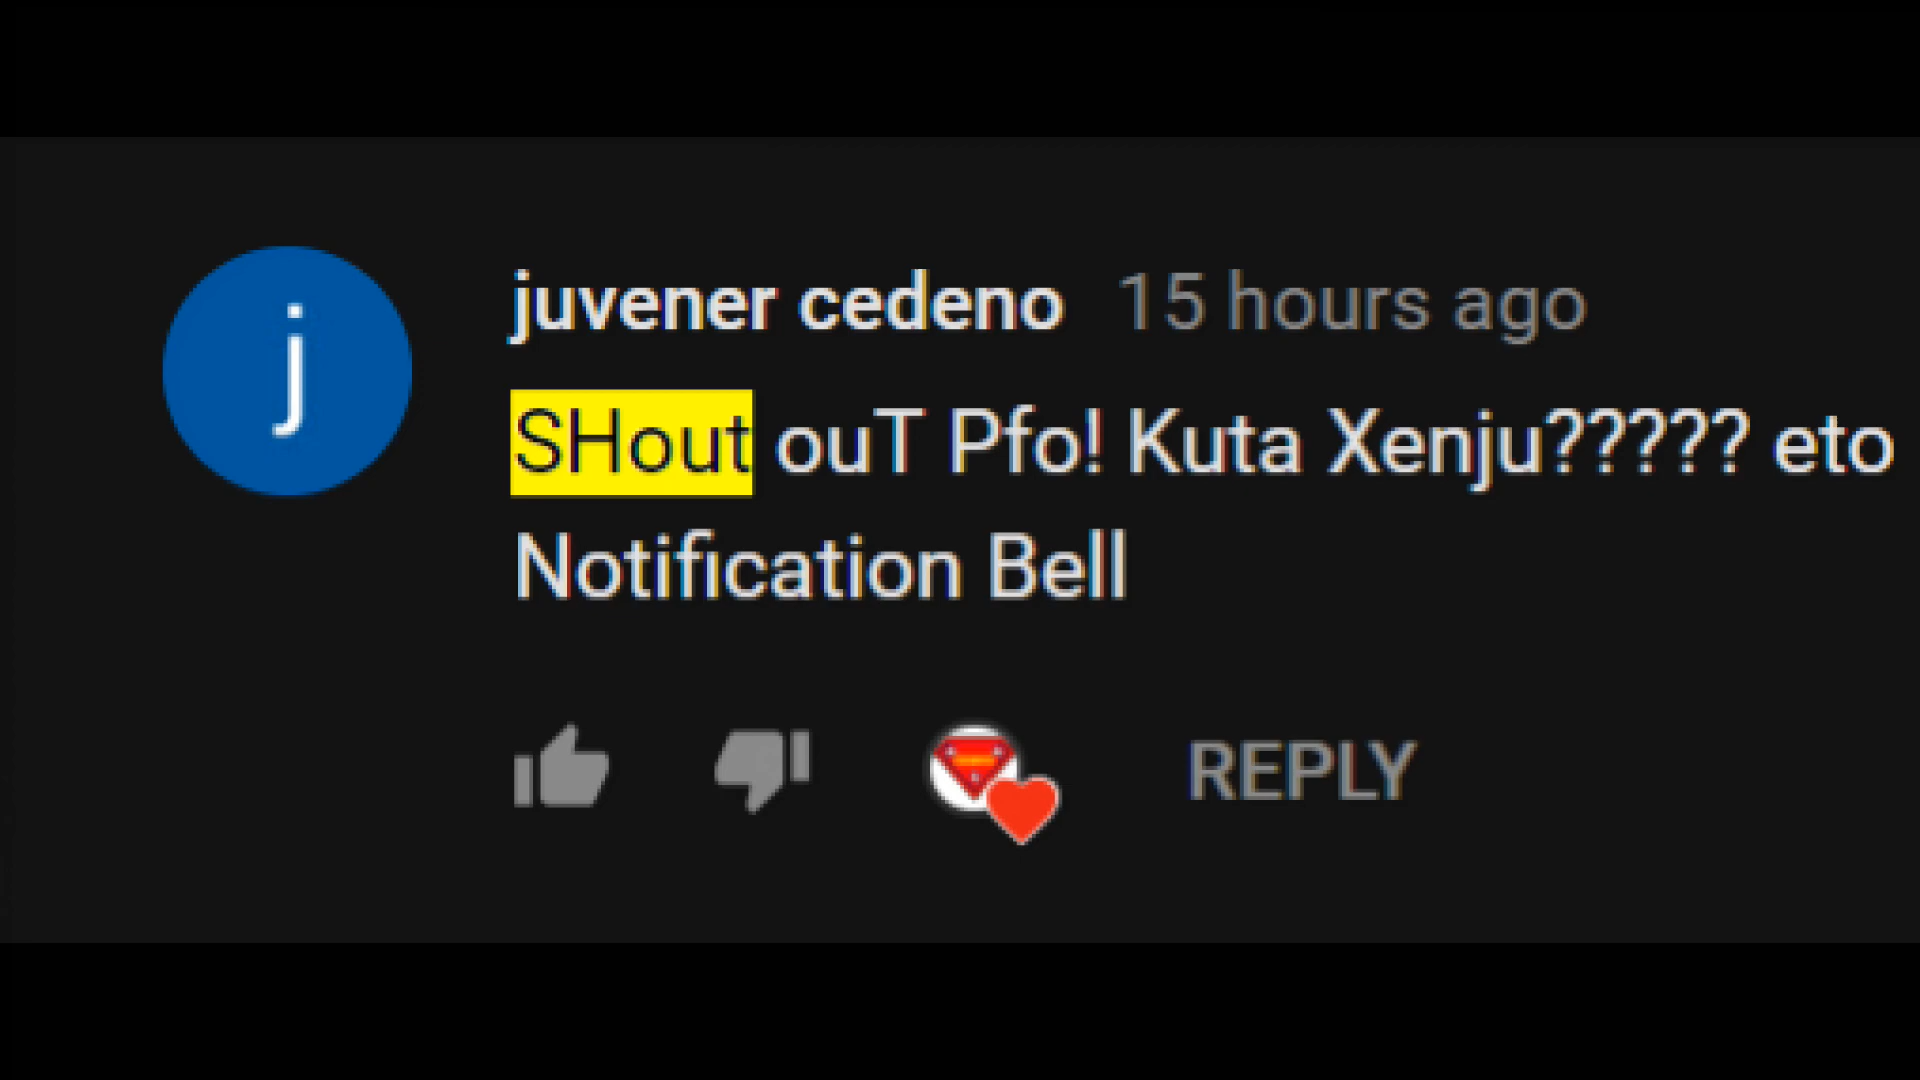 j
juvener cedeno 15 hours ago
SHout ouT Pfo! Kuta Xenju????? eto
Notification Bell
REPLY